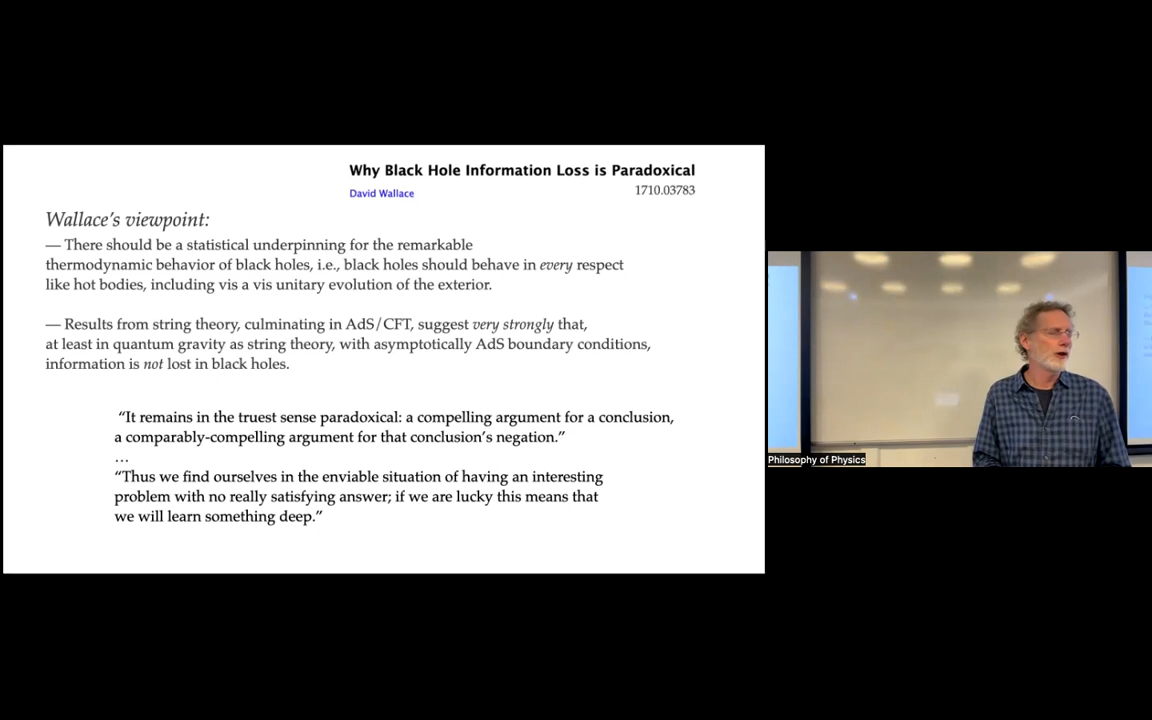 Why Black Hole Information Loss is Paradoxical
David Wallace
1710.03783
Wallace's viewpoint:
— There should be a statistical underpinning for the remarkable
thermodynamic behavior of black holes, i.e., black holes should behave in every respect
like hot bodies, including vis a vis unitary evolution of the exterior.
— Results from string theory, culminating in AdS/CFT, suggest very strongly that,
at least in quantum gravity as string theory, with asymptotically AdS boundary conditions,
information is not lost in black holes.
“It remains in the truest sense paradoxical: a compelling argument for a conclusion,
a comparably-compelling argument for that conclusion’s negation.”
…
“Thus we find ourselves in the enviable situation of having an interesting
problem with no really satisfying answer; if we are lucky this means that
we will learn something deep.”
Philosophy of Physics